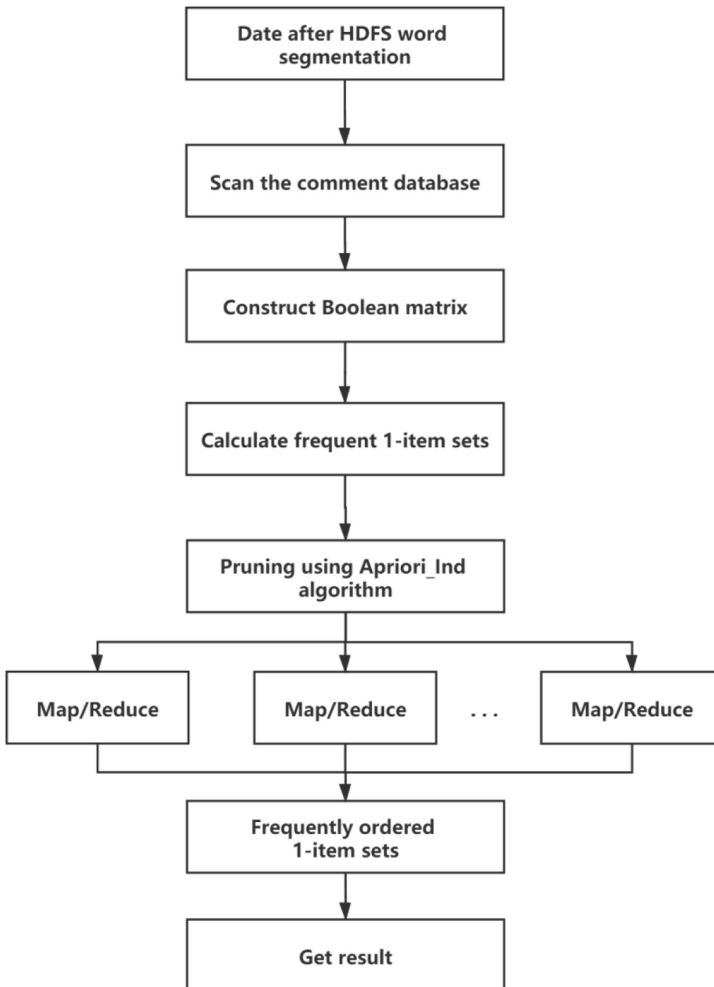 Date after HDFS word
segmentation
Scan the comment database
Construct Boolean matrix
Calculate frequent 1-item sets
Pruning using Apriori_Ind
algorithm
Map/Reduce Map/Reduce ... Map/Reduce
Frequently ordered
1-item sets
Get result